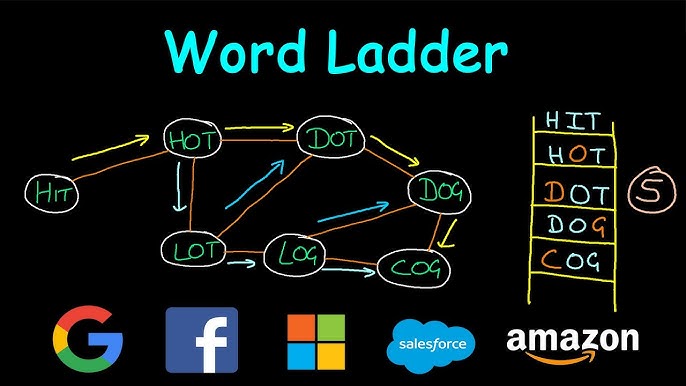 Word Ladder
HIT
HOT
DOT
DOG
LOT
LOG
COG
HIT
HOT
DOT
DOG
COG
5
salesforce
amazon